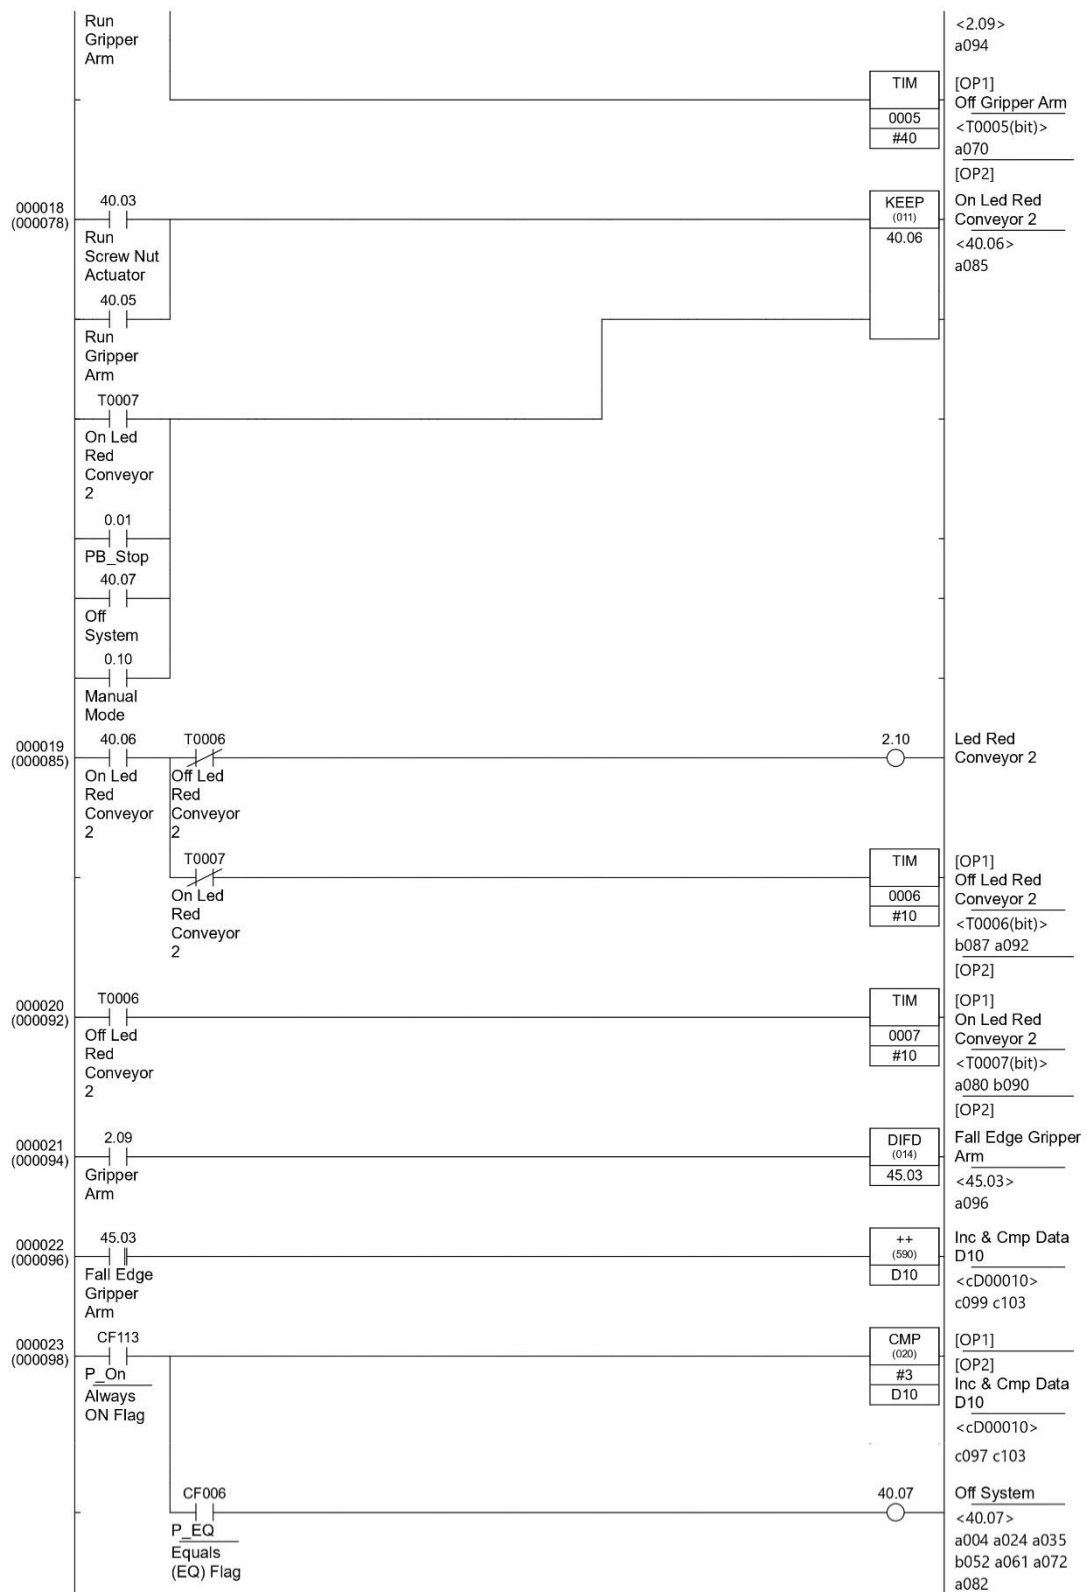 Run
Gripper
Arm
<2.09>
a094
TIM
0005
#40
[OP1]
Off Gripper Arm
<T0005(bit)>
a070
[OP2]
000018
(000078)
40.03
Run
Screw Nut
Actuator
KEEP
(011)
40.06
On Led Red
Conveyor 2
<40.06>
a085
40.05
Run
Gripper
Arm
T0007
On Led
Red
Conveyor
2
0.01
PB_Stop
40.07
Off
System
0.10
Manual
Mode
000019
(000085)
40.06
On Led
Red
Conveyor
2
T0006
Off Led
Red
Conveyor
2
2.10
Led Red
Conveyor 2
T0007
On Led
Red
Conveyor
2
TIM
0006
#10
[OP1]
Off Led Red
Conveyor 2
<T0006(bit)>
b087 a092
[OP2]
000020
(000092)
T0006
Off Led
Red
Conveyor
2
TIM
0007
#10
[OP1]
On Led Red
Conveyor 2
<T0007(bit)>
a080 b090
[OP2]
000021
(000094)
2.09
Gripper
Arm
DIFD
(014)
45.03
Fall Edge Gripper
Arm
<45.03>
a096
000022
(000096)
45.03
Fall Edge
Gripper
Arm
++
(590)
D10
Inc & Cmp Data
D10
<cD00010>
c099 c103
000023
(000098)
CF113
P_On
Always
ON Flag
CMP
(020)
#3
D10
[OP1]
[OP2]
Inc & Cmp Data
D10
<cD00010>
c097 c103
CF006
P_EQ
Equals
(EQ) Flag
40.07
Off System
<40.07>
a004 a024 a035
b052 a061 a072
a082